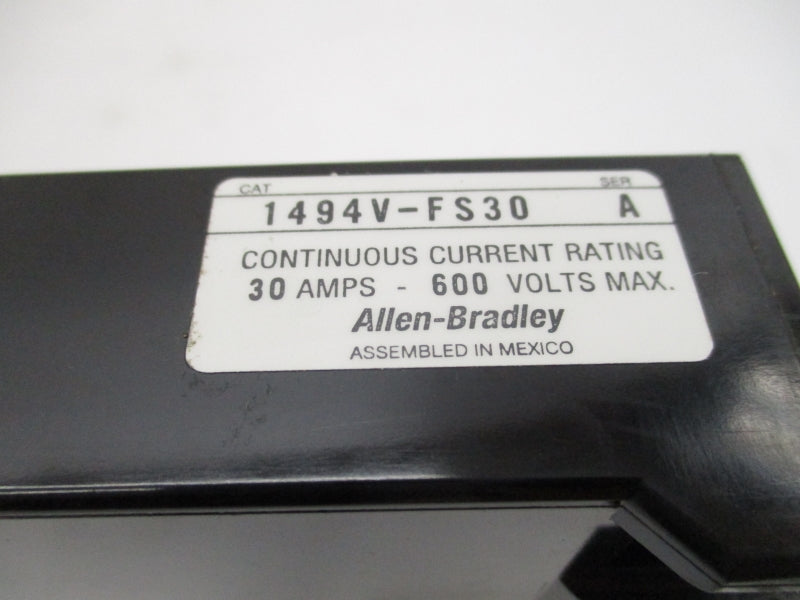 CAT SER
1494V-FS30 A
CONTINUOUS CURRENT RATING
30 AMPS - 600 VOLTS MAX.
Allen-Bradley
ASSEMBLED IN MEXICO